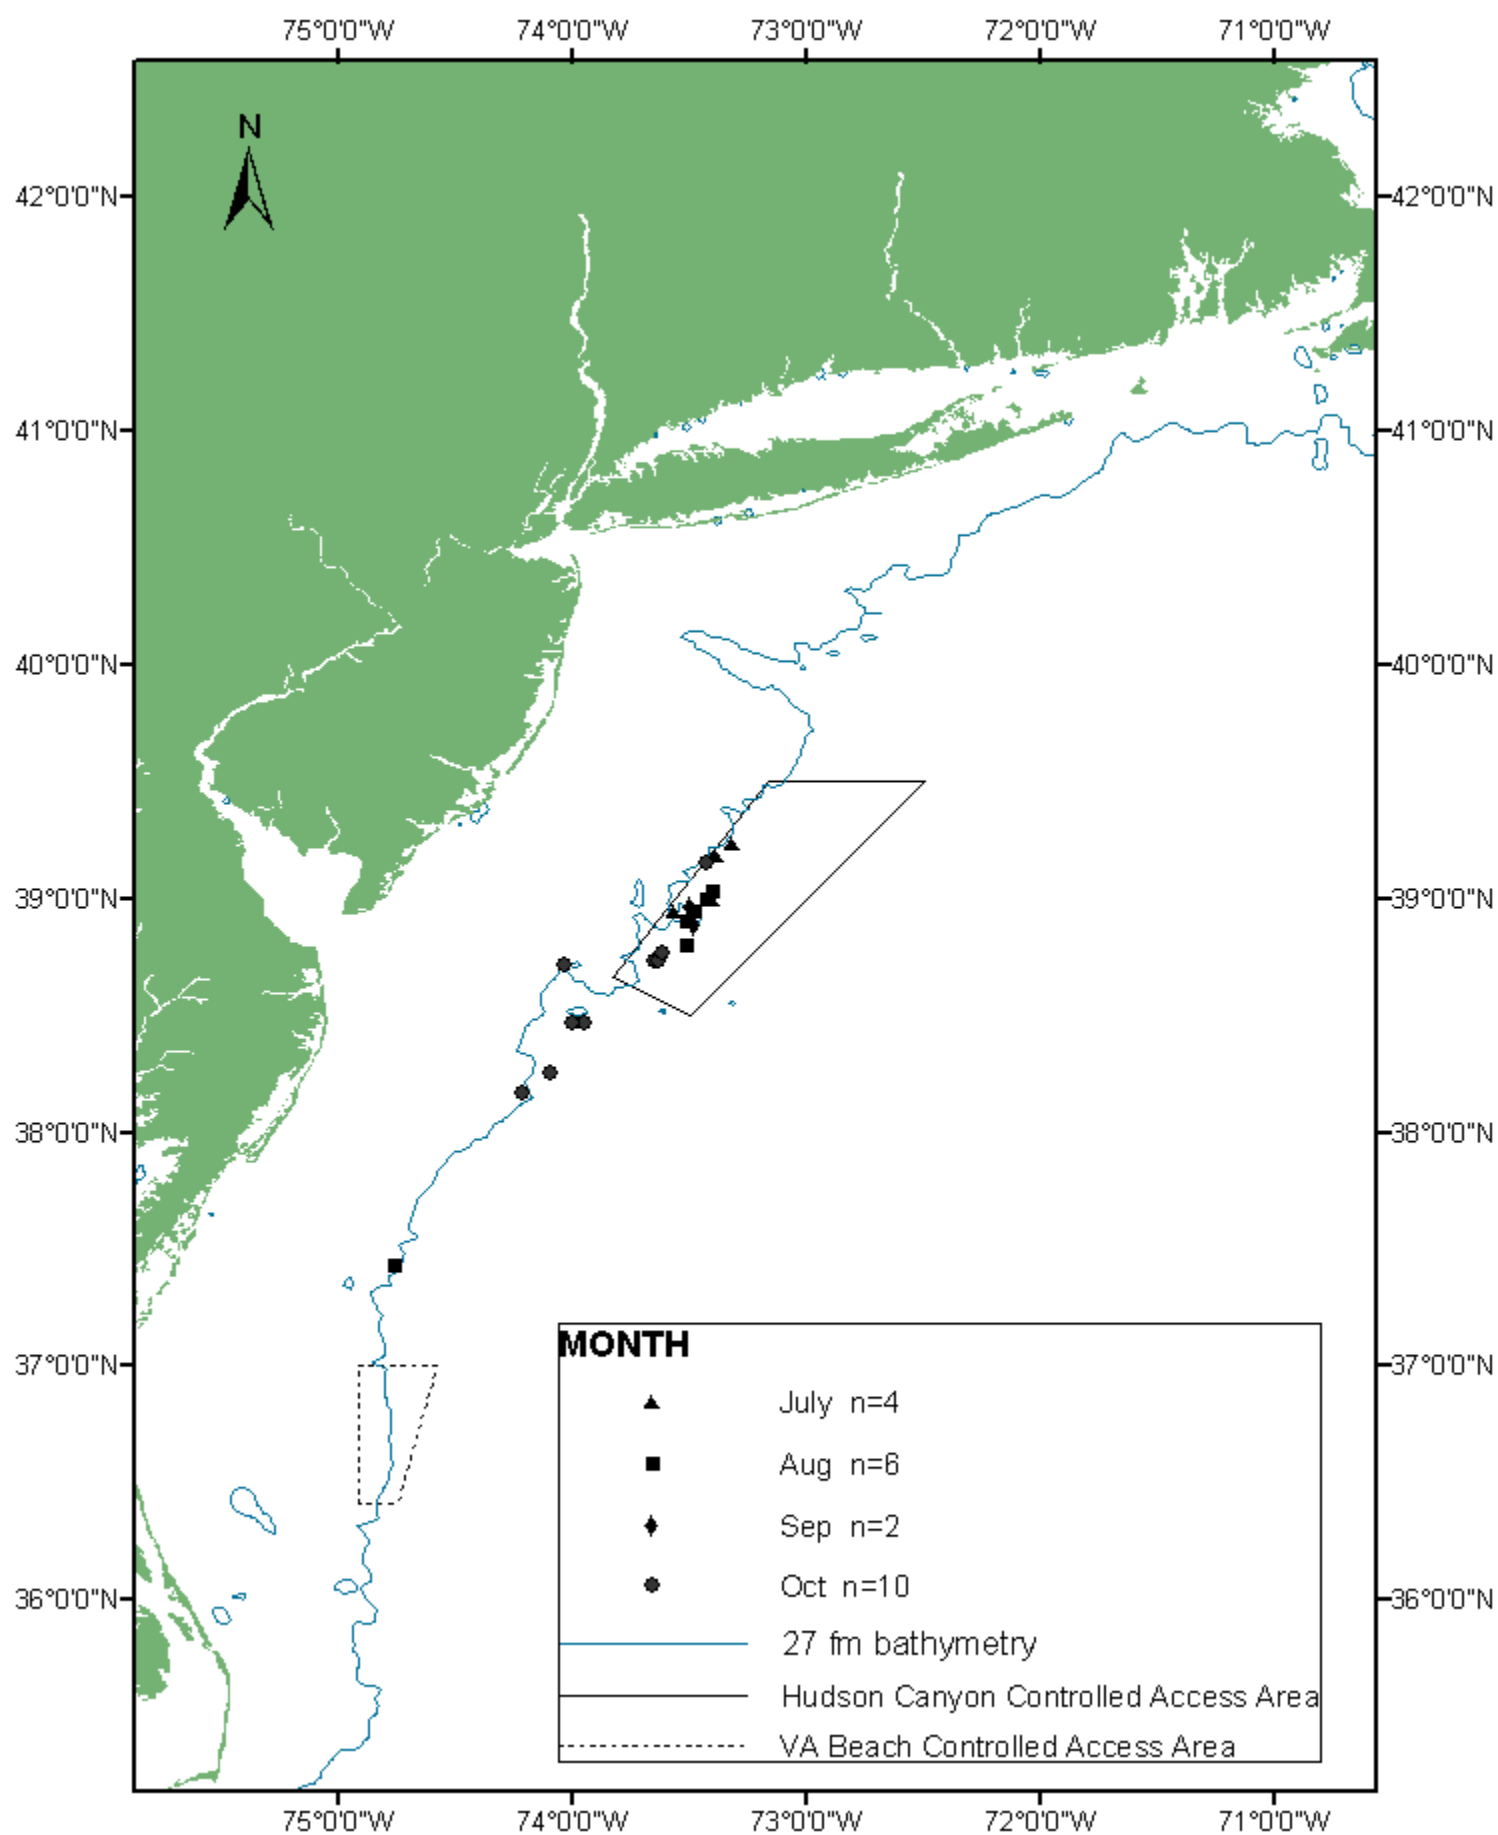 75°0'0"W 74°0'0"W 73°0'0"W 72°0'0"W 71°0'0"W
N
42°0'0"N 42°0'0"N
41°0'0"N 41°0'0"N
40°0'0"N 40°0'0"N
39°0'0"N 39°0'0"N
38°0'0"N 38°0'0"N
37°0'0"N 37°0'0"N
36°0'0"N 36°0'0"N
MONTH
July n=4
Aug n=6
Sep n=2
Oct n=10
27 fm bathymetry
Hudson Canyon Controlled Access Area
VA Beach Controlled Access Area
75°0'0"W 74°0'0"W 73°0'0"W 72°0'0"W 71°0'0"W